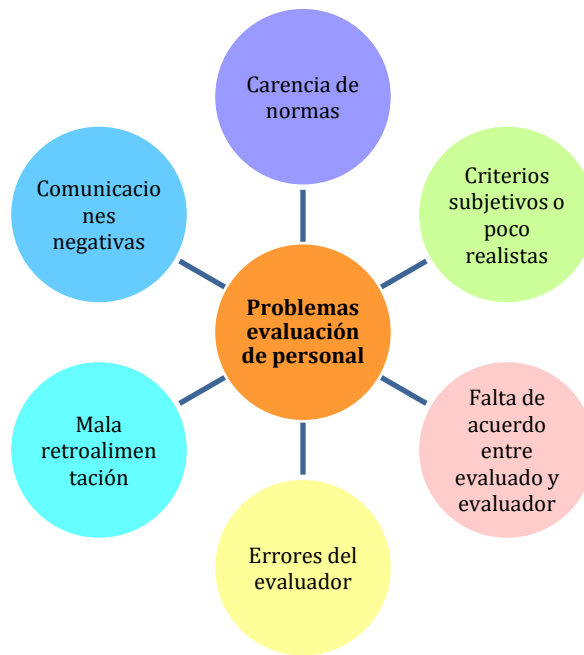 Carencia de
normas
Criterios
subjetivos o
poco
realistas
Falta de
acuerdo
entre
evaluado y
evaluador
Errores del
evaluador
Mala
retroalimen
tación
Comunicacio
nes
negativas
Problemas
evaluación
de personal